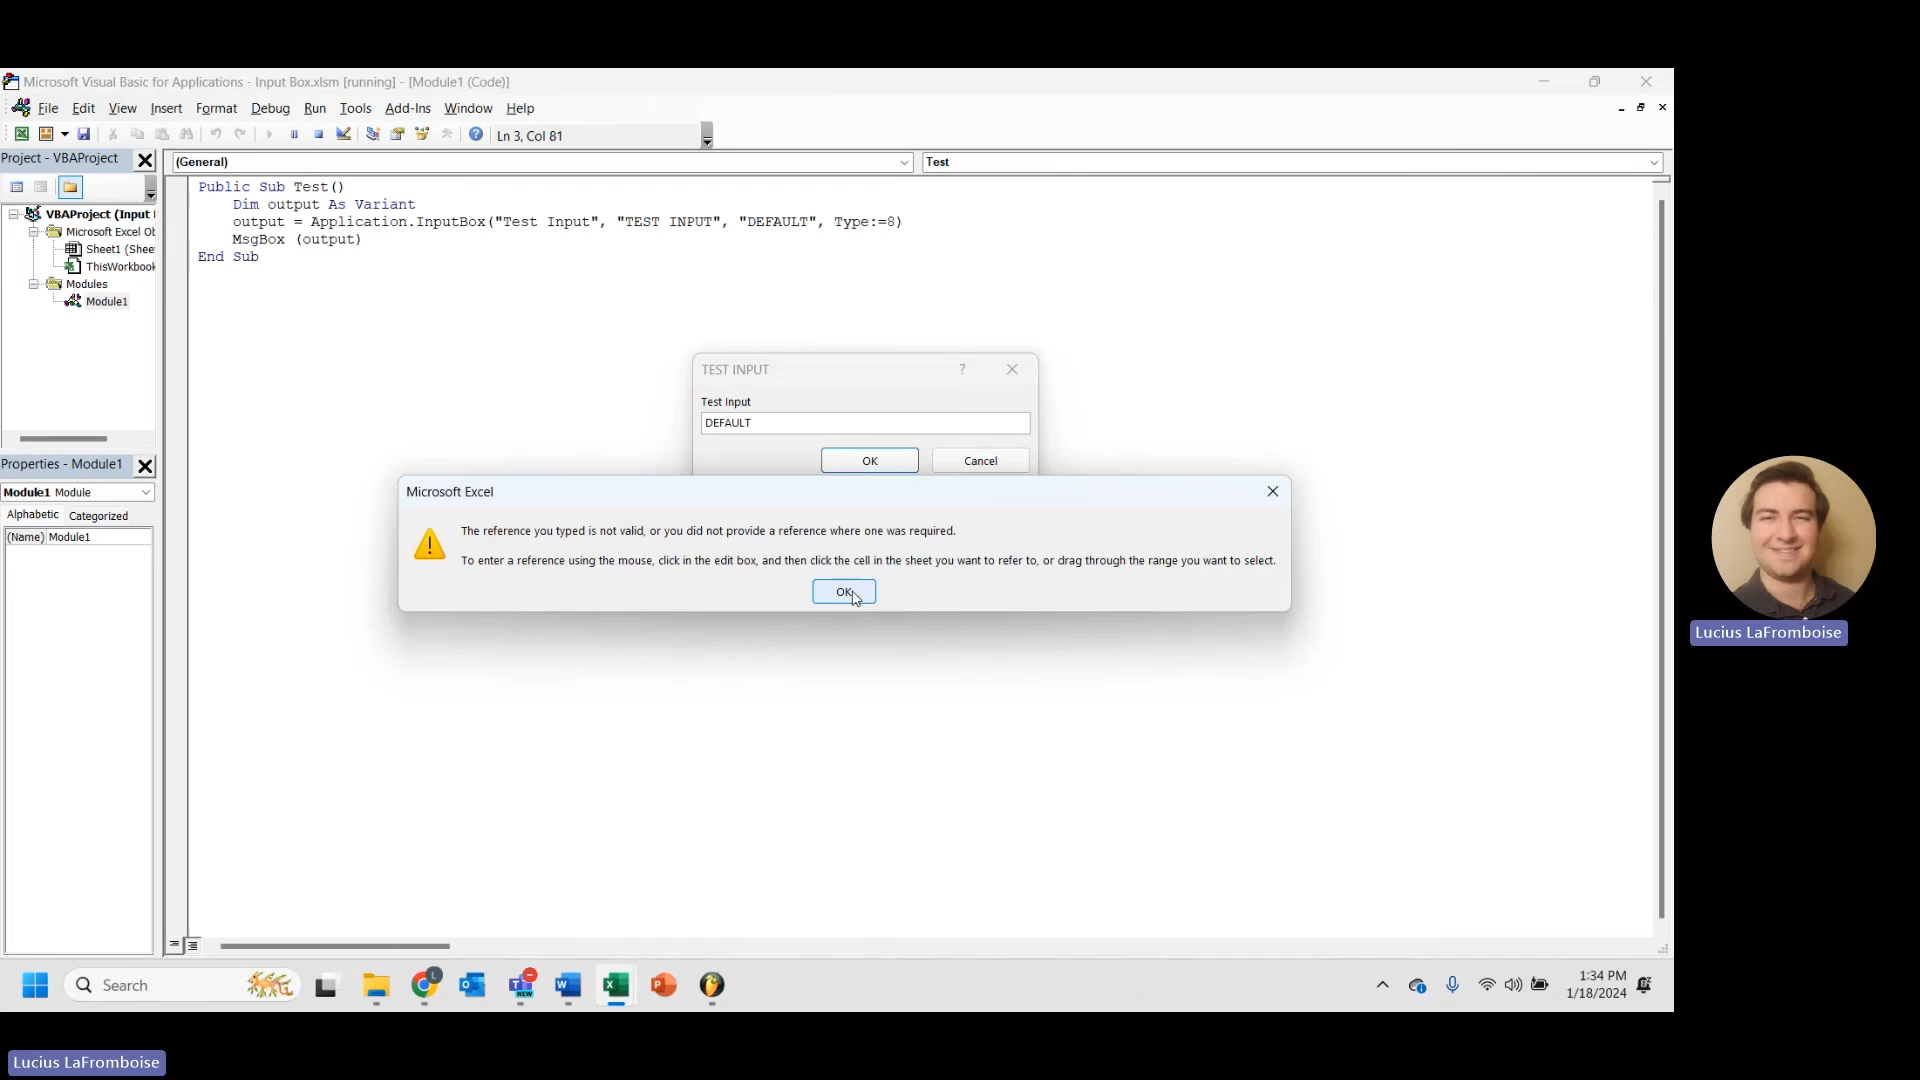 Microsoft Visual Basic for Applications - Input Box.xlsm [running] - [Module1 (Code)]
File Edit View Insert Format Debug Run Tools Add-Ins Window Help
Ln 3, Col 81
Project - VBAProject
(General)
Test
VBAProject (Input
Microsoft Excel Ob
Sheet1 (Shee
ThisWorkbook
Modules
Module1
Public Sub Test()
Dim output As Variant
output = Application.InputBox("Test Input", "TEST INPUT", "DEFAULT", Type:=8)
MsgBox (output)
End Sub
Properties - Module1
Module1 Module
Alphabetic Categorized
(Name) Module1
TEST INPUT
?
Test Input
DEFAULT
OK Cancel
Microsoft Excel
The reference you typed is not valid, or you did not provide a reference where one was required.
To enter a reference using the mouse, click in the edit box, and then click the cell in the sheet you want to refer to, or drag through the range you want to select.
OK
Lucius LaFromboise
Search
L
NEW
1:34 PM
1/18/2024
Lucius LaFromboise